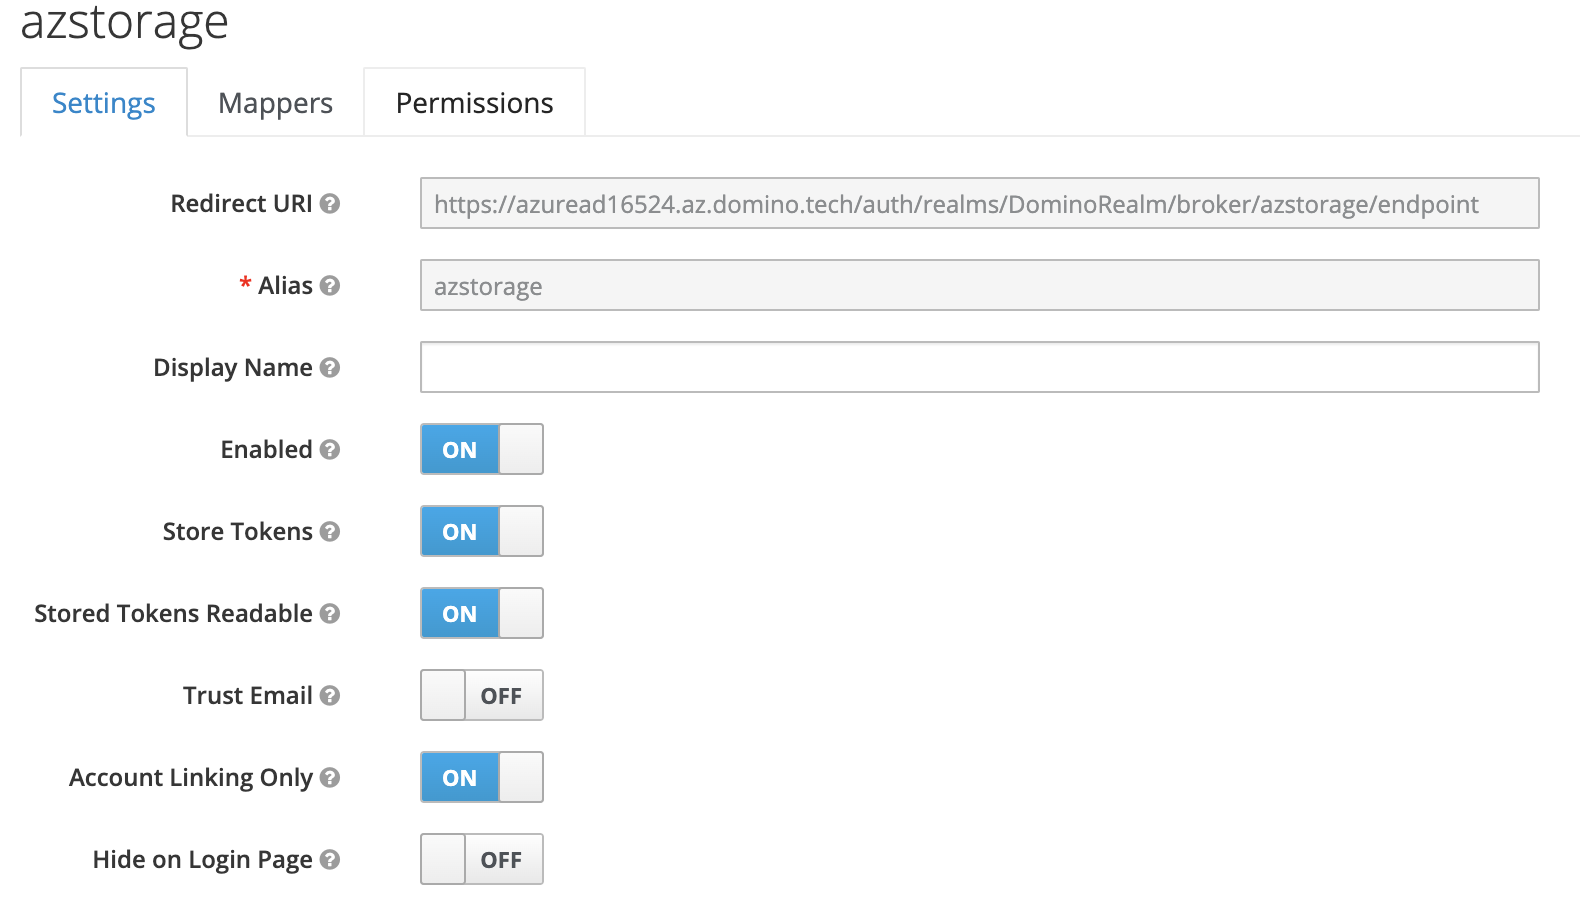 azstorage
Settings Mappers Permissions
Redirect URI https://azuread16524.az.domino.tech/auth/realms/DominoRealm/broker/azstorage/endpoint
* Alias azstorage
Display Name
Enabled ON
Store Tokens ON
Stored Tokens Readable ON
Trust Email OFF
Account Linking Only ON
Hide on Login Page OFF